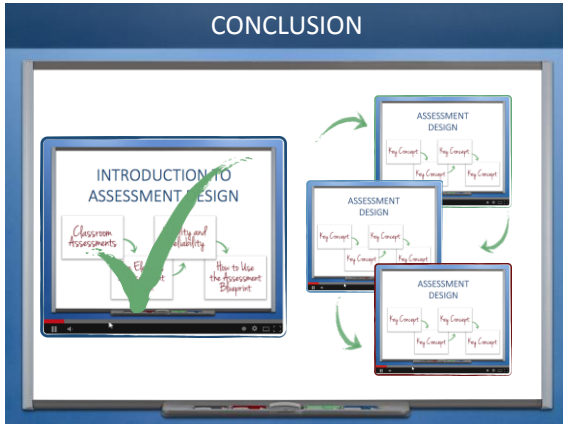 CONCLUSION
INTRODUCTION TO
ASSESSMENT DESIGN
Classroom
Assessments
and
How to Use
the Assessment
Blueprint
ASSESSMENT
DESIGN
Key Concept
Key Concept
Key Concept
Key Concept
ASSESSMENT
DESIGN
Key Concept
Key Concept
Key Concept
Key Concept
ASSESSMENT
DESIGN
Key Concept
Key Concept
Key Concept
Key Concept